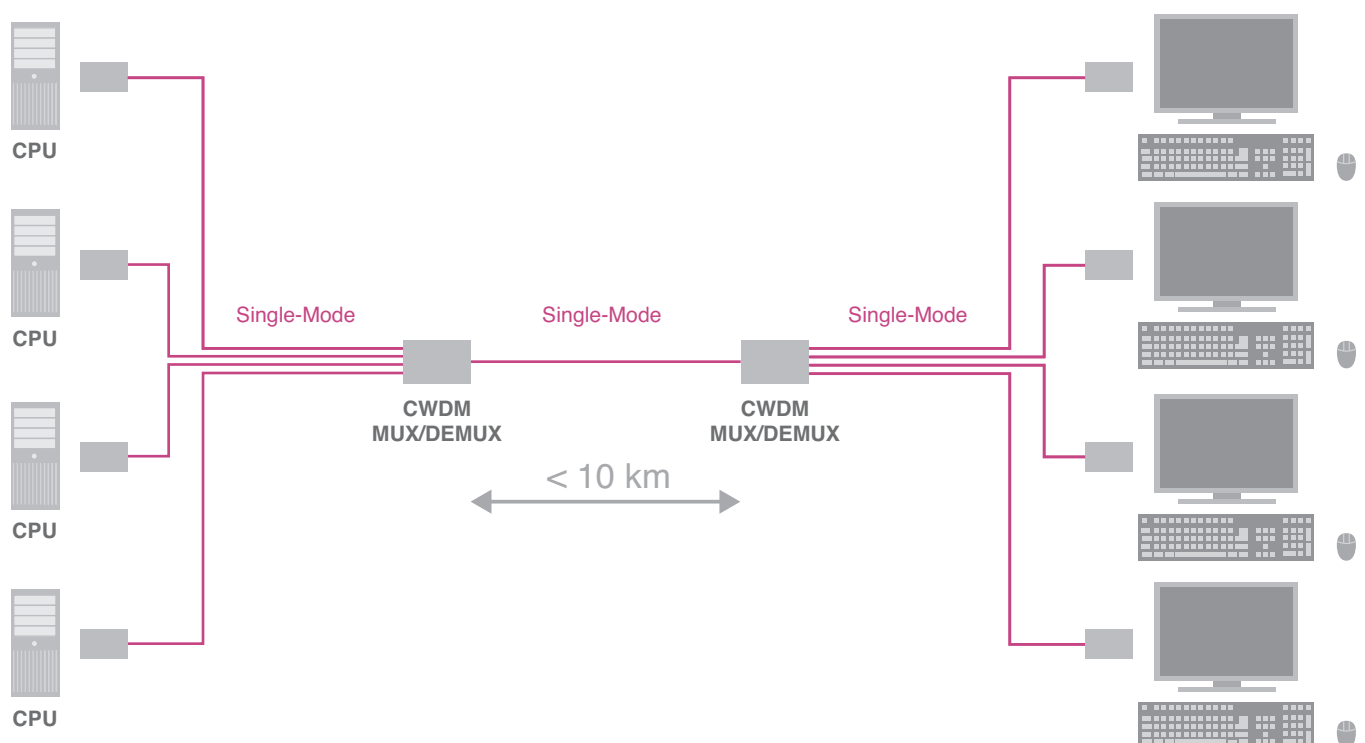 CPU
CPU
Single-Mode
Single-Mode
Single-Mode
CWDM
MUX/DEMUX
CWDM
MUX/DEMUX
< 10 km
CPU
CPU